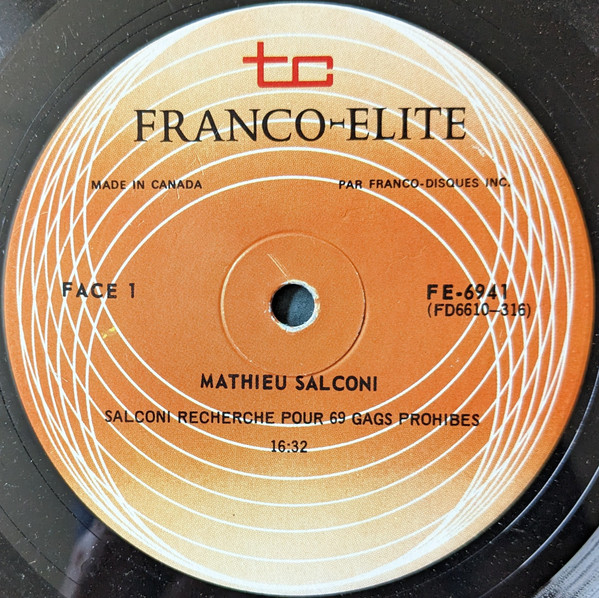 tc
FRANCO-ELITE
MADE IN CANADA
PAR FRANCO-DISQUES INC.
FACE 1
FE-6941
(FD6610-316)
MATHIEU SALCONI
SALCONI RECHERCHE POUR 69 GAGS PROHIBES
16:32